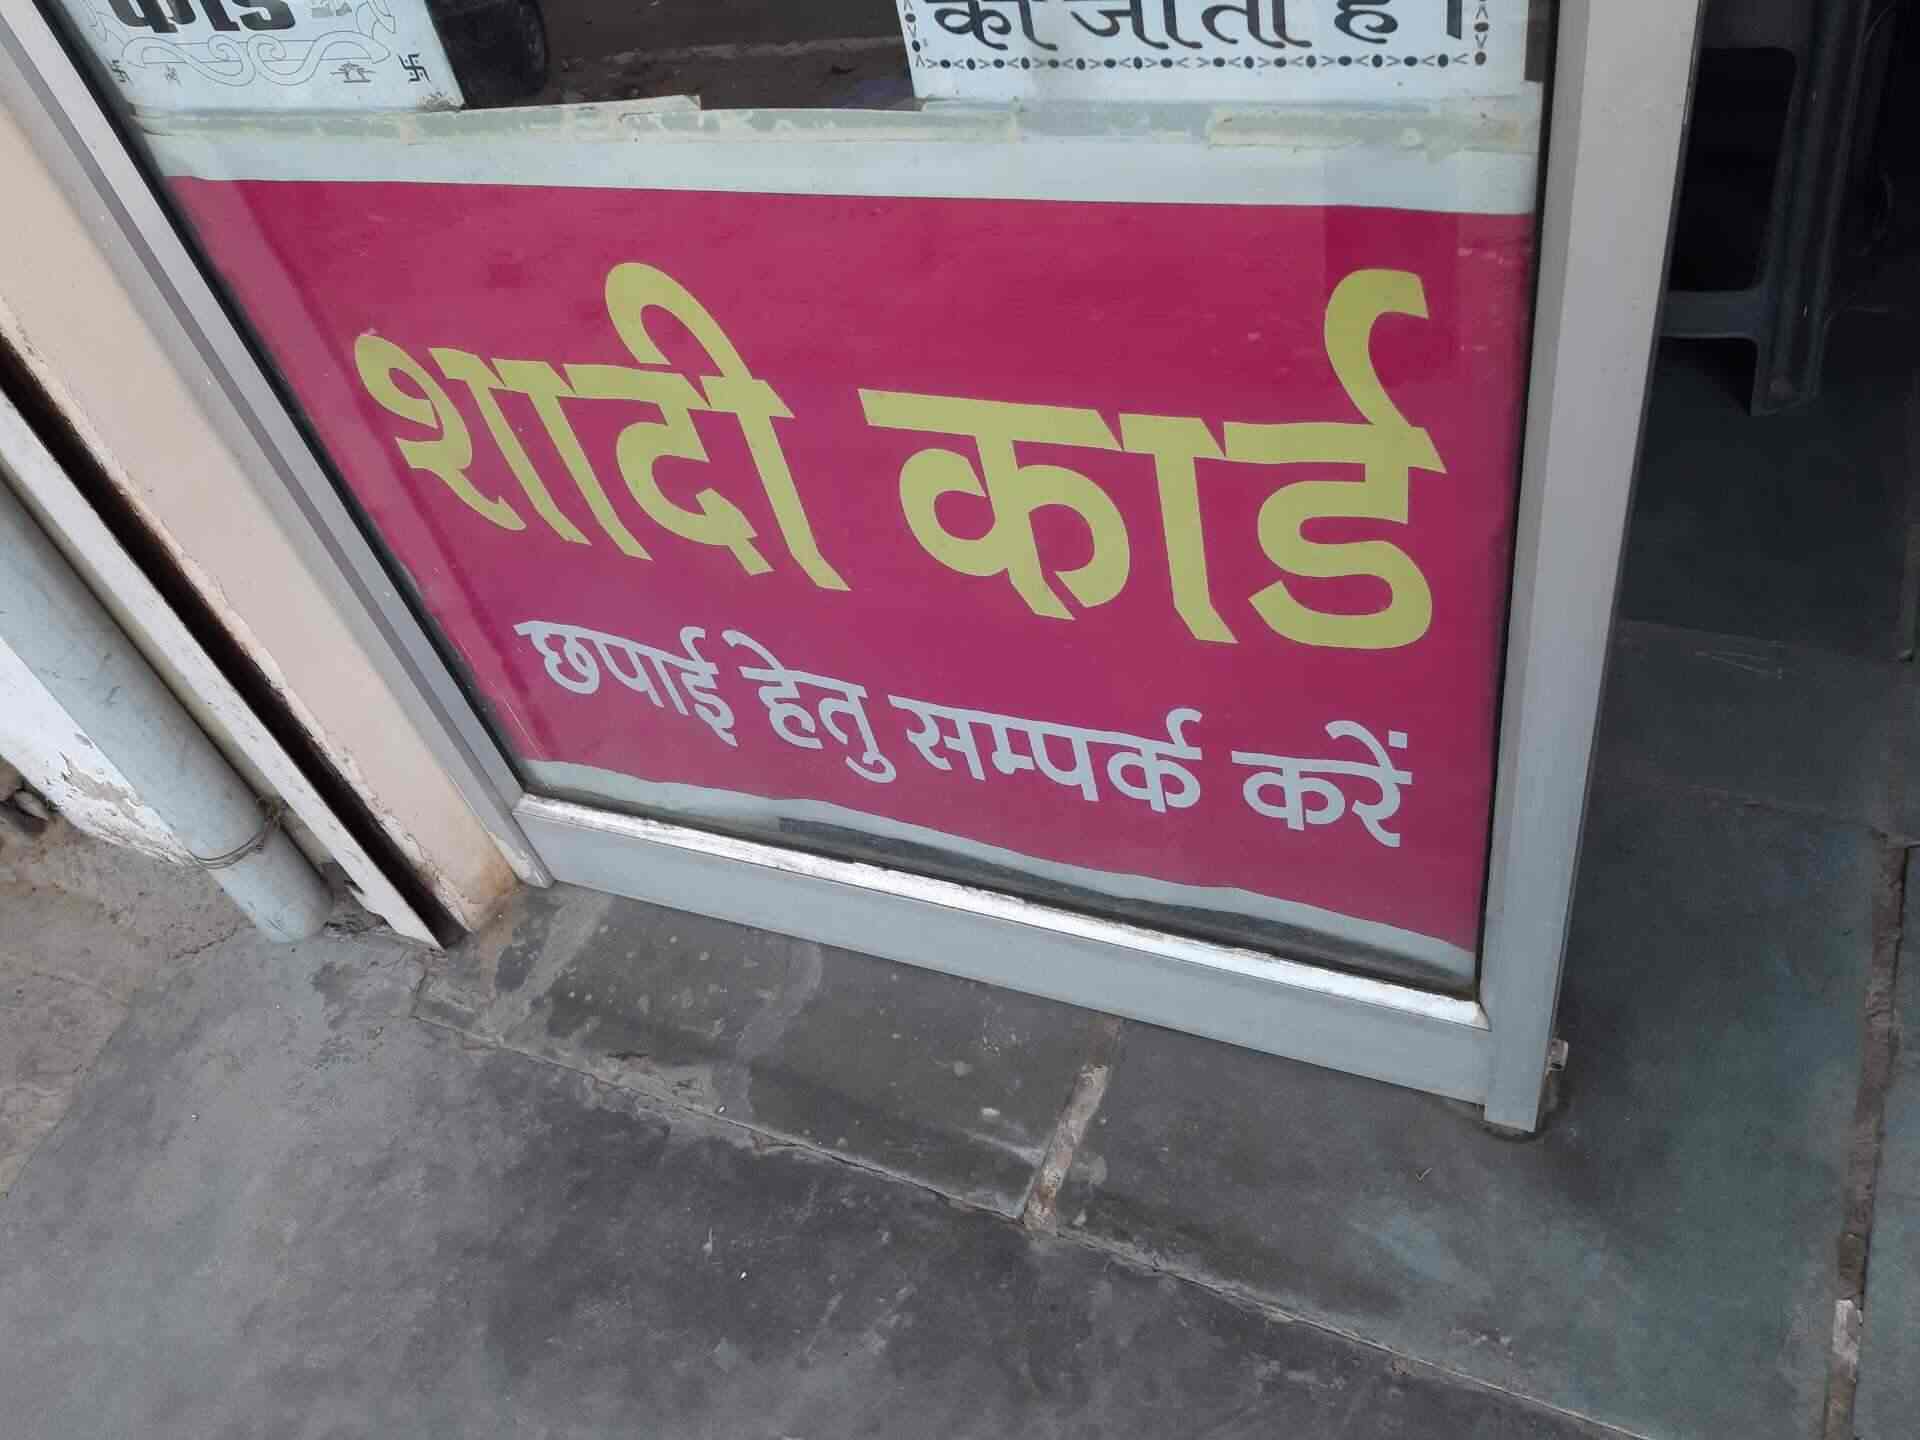 कार्ड
की जाती है।
शादी कार्ड
छपाई हेतु सम्पर्क करें